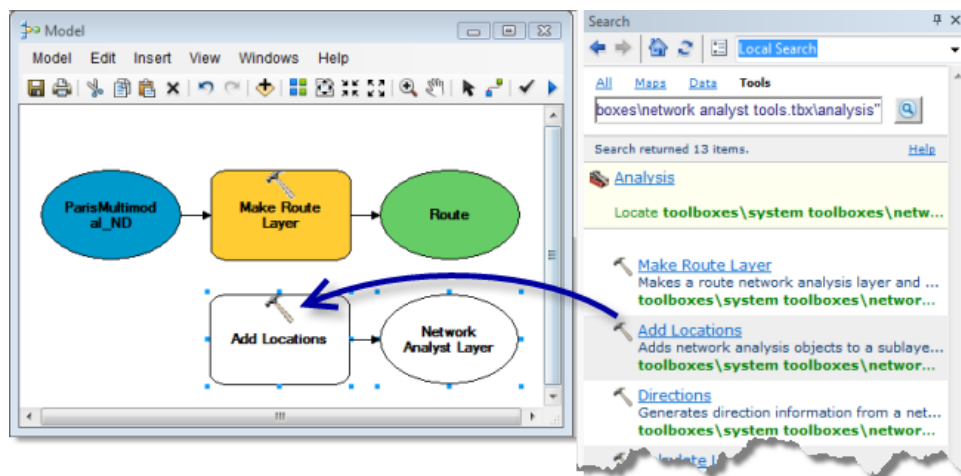 Model
Model Edit Insert View Windows Help
ParisMultimod
al_ND
Make Route
Layer
Route
Add Locations
Network
Analyst Layer
Search
Local Search
All Maps Data Tools
boxes\network analyst tools.tbx\analysis"
Search returned 13 items. Help
Analysis
Locate toolboxes\system toolboxes\netw...
Make Route Layer
Makes a route network analysis layer and ...
toolboxes\system toolboxes\networ...
Add Locations
Adds network analysis objects to a sublaye...
toolboxes\system toolboxes\networ...
Directions
Generates direction information from a net...
toolboxes\system toolboxes\networ...